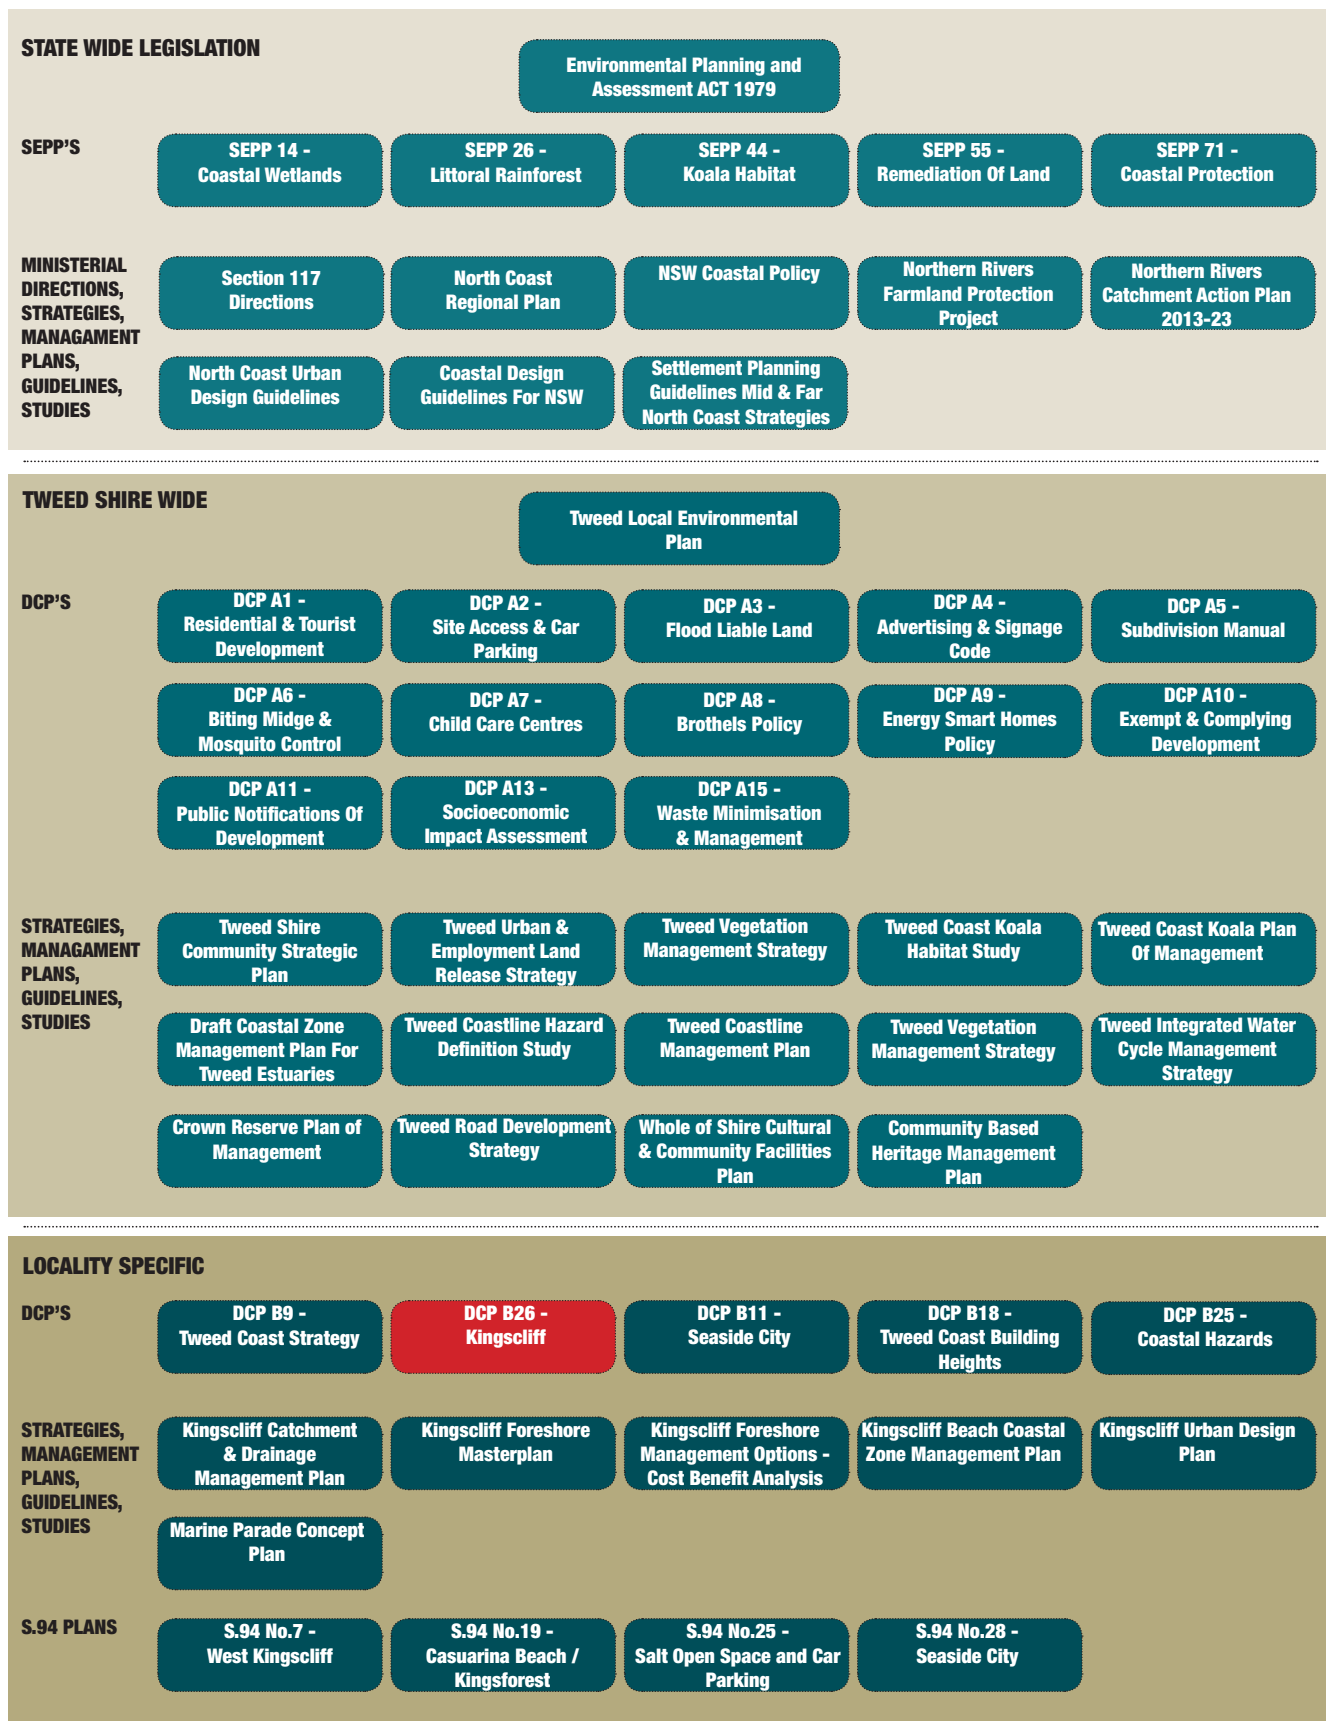 STATE WIDE LEGISLATION
Environmental Planning and
Assessment ACT 1979
SEPP'S
SEPP 14 -
Coastal Wetlands
SEPP 26 -
Littoral Rainforest
SEPP 44 -
Koala Habitat
SEPP 55 -
Remediation Of Land
SEPP 71 -
Coastal Protection
MINISTERIAL
DIRECTIONS,
STRATEGIES,
MANAGAMENT
PLANS,
GUIDELINES,
STUDIES
Section 117
Directions
North Coast
Regional Plan
NSW Coastal Policy
Northern Rivers
Farmland Protection
Project
Northern Rivers
Catchment Action Plan
2013-23
North Coast Urban
Design Guidelines
Coastal Design
Guidelines For NSW
Settlement Planning
Guidelines Mid & Far
North Coast Strategies
TWEED SHIRE WIDE
Tweed Local Environmental
Plan
DCP'S
DCP A1 -
Residential & Tourist
Development
DCP A2 -
Site Access & Car
Parking
DCP A3 -
Flood Liable Land
DCP A4 -
Advertising & Signage
Code
DCP A5 -
Subdivision Manual
DCP A6 -
Biting Midge &
Mosquito Control
DCP A7 -
Child Care Centres
DCP A8 -
Brothels Policy
DCP A9 -
Energy Smart Homes
Policy
DCP A10 -
Exempt & Complying
Development
DCP A11 -
Public Notifications Of
Development
DCP A13 -
Socioeconomic
Impact Assessment
DCP A15 -
Waste Minimisation
& Management
STRATEGIES,
MANAGAMENT
PLANS,
GUIDELINES,
STUDIES
Tweed Shire
Community Strategic
Plan
Tweed Urban &
Employment Land
Release Strategy
Tweed Vegetation
Management Strategy
Tweed Coast Koala
Habitat Study
Tweed Coast Koala Plan
Of Management
Draft Coastal Zone
Management Plan For
Tweed Estuaries
Tweed Coastline Hazard
Definition Study
Tweed Coastline
Management Plan
Tweed Vegetation
Management Strategy
Tweed Integrated Water
Cycle Management
Strategy
Crown Reserve Plan of
Management
Tweed Road Development
Strategy
Whole of Shire Cultural
& Community Facilities
Plan
Community Based
Heritage Management
Plan
LOCALITY SPECIFIC
DCP'S
DCP B9 -
Tweed Coast Strategy
DCP B26 -
Kingscliff
DCP B11 -
Seaside City
DCP B18 -
Tweed Coast Building
Heights
DCP B25 -
Coastal Hazards
STRATEGIES,
MANAGEMENT
PLANS,
GUIDELINES,
STUDIES
Kingscliff Catchment
& Drainage
Management Plan
Kingscliff Foreshore
Masterplan
Kingscliff Foreshore
Management Options -
Cost Benefit Analysis
Kingscliff Beach Coastal
Zone Management Plan
Kingscliff Urban Design
Plan
Marine Parade Concept
Plan
S.94 PLANS
S.94 No.7 -
West Kingscliff
S.94 No.19 -
Casuarina Beach /
Kingsforest
S.94 No.25 -
Salt Open Space and Car
Parking
S.94 No.28 -
Seaside City